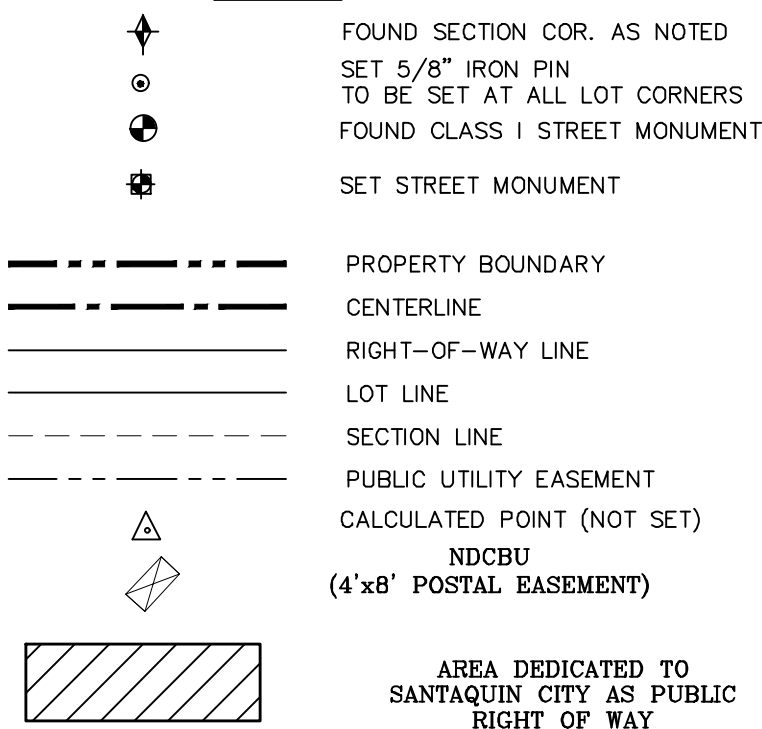 FOUND SECTION COR. AS NOTED
SET 5/8" IRON PIN
TO BE SET AT ALL LOT CORNERS
FOUND CLASS I STREET MONUMENT
SET STREET MONUMENT
PROPERTY BOUNDARY
CENTERLINE
RIGHT-OF-WAY LINE
LOT LINE
SECTION LINE
PUBLIC UTILITY EASEMENT
CALCULATED POINT (NOT SET)
NDCBU
(4'x8' POSTAL EASEMENT)
AREA DEDICATED TO
SANTAQUIN CITY AS PUBLIC
RIGHT OF WAY